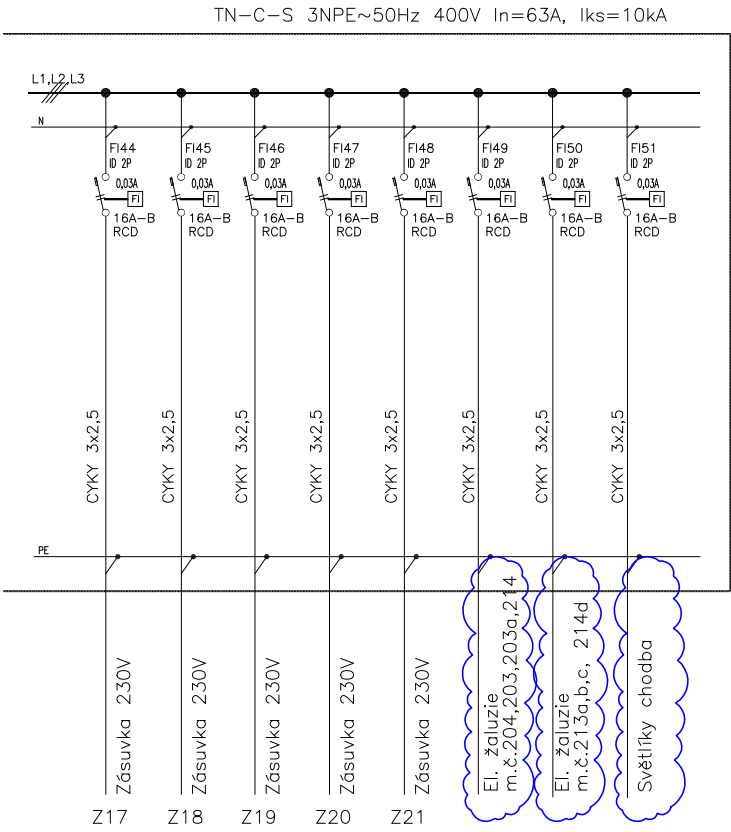 TN-C-S 3NPE~50Hz 400V In=63A, Iks=10kA
L1,L2,L3
N
FI44 FI45 FI46 FI47 FI48 FI49 FI50 FI51
ID 2P ID 2P ID 2P ID 2P ID 2P ID 2P ID 2P ID 2P
0,03A 0,03A 0,03A 0,03A 0,03A 0,03A 0,03A 0,03A
FI FI FI FI FI FI FI FI
16A-B 16A-B 16A-B 16A-B 16A-B 16A-B 16A-B 16A-B
RCD RCD RCD RCD RCD RCD RCD RCD
CYKY 3x2,5 CYKY 3x2,5 CYKY 3x2,5 CYKY 3x2,5 CYKY 3x2,5 CYKY 3x2,5 CYKY 3x2,5 CYKY 3x2,5
PE
Zásuvka 230V
Zásuvka 230V
Zásuvka 230V
Zásuvka 230V
Zásuvka 230V
El. žaluzie
m.č.204,203,203a,214
El. žaluzie
m.č.213a,b,c, 214d
Světlíky chodba
Z17 Z18 Z19 Z20 Z21